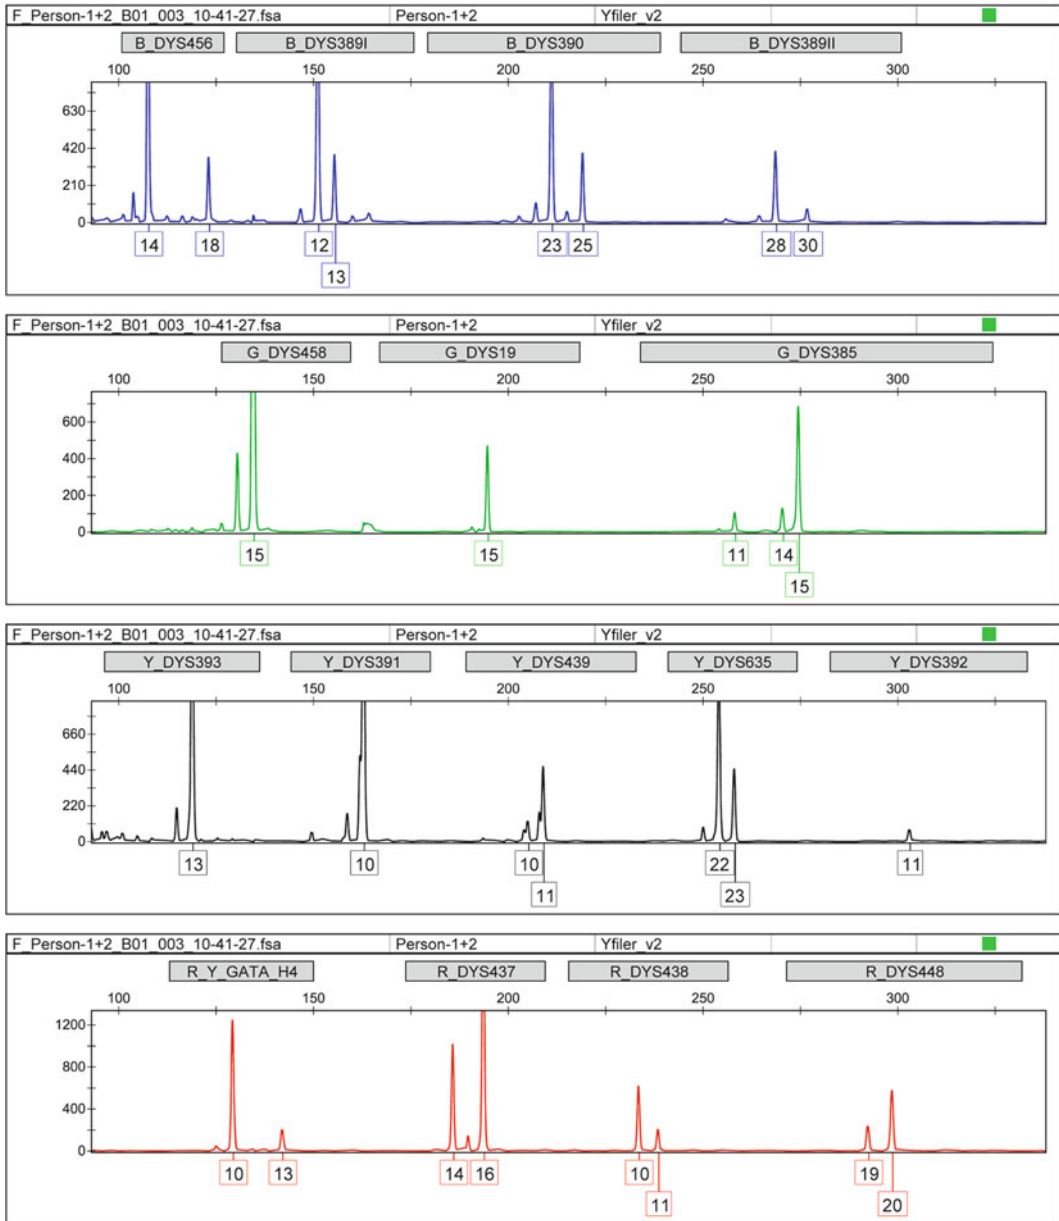 F_Person-1+2_B01_003_10-41-27.fsa Person-1+2 Yfiler_v2
B_DYS456 B_DYS389I B_DYS390 B_DYS389II
100 150 200 250 300
630
420
210
0
14 18 12 23 25 28 30
13
F_Person-1+2_B01_003_10-41-27.fsa Person-1+2 Yfiler_v2
G_DYS458 G_DYS19 G_DYS385
100 150 200 250 300
600
400
200
0
15 15 11 14
15
F_Person-1+2_B01_003_10-41-27.fsa Person-1+2 Yfiler_v2
Y_DYS393 Y_DYS391 Y_DYS439 Y_DYS635 Y_DYS392
100 150 200 250 300
660
440
220
0
13 10 10 22 11
11 23
F_Person-1+2_B01_003_10-41-27.fsa Person-1+2 Yfiler_v2
R_Y_GATA_H4 R_DYS437 R_DYS438 R_DYS448
100 150 200 250 300
1200
800
400
0
10 13 14 16 10 19
11 20